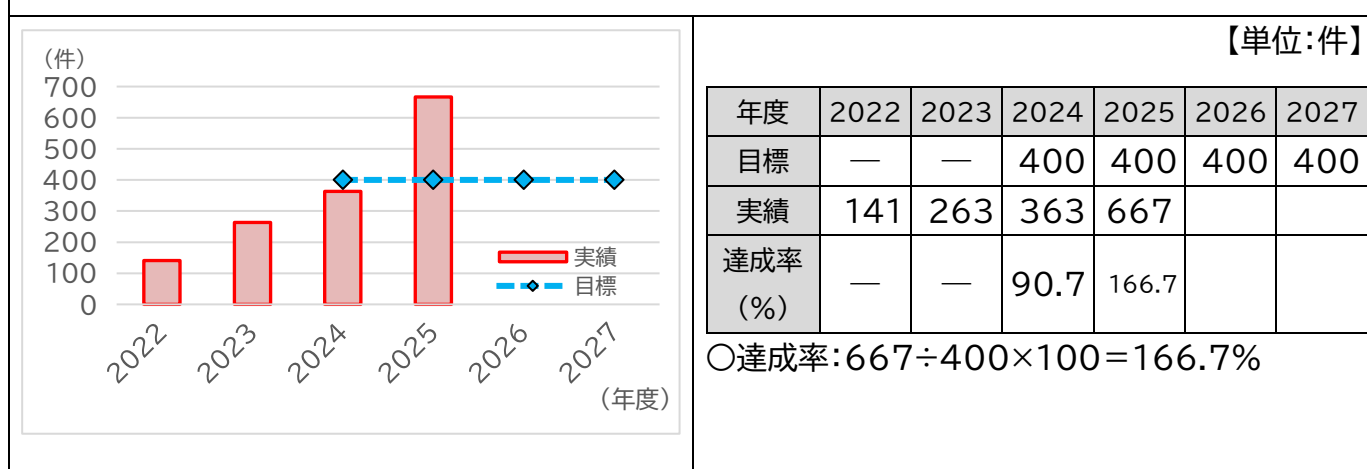 (件)
700
600
500
400
300
200
100
0
実績
目標
2022 2023 2024 2025 2026 2027
(年度)
【単位:件】
年度 2022 2023 2024 2025 2026 2027
目標 ― ― 400 400 400 400
実績 141 263 363 667
達成率
(%) ― ― 90.7 166.7
○達成率:667÷400×100=166.7%